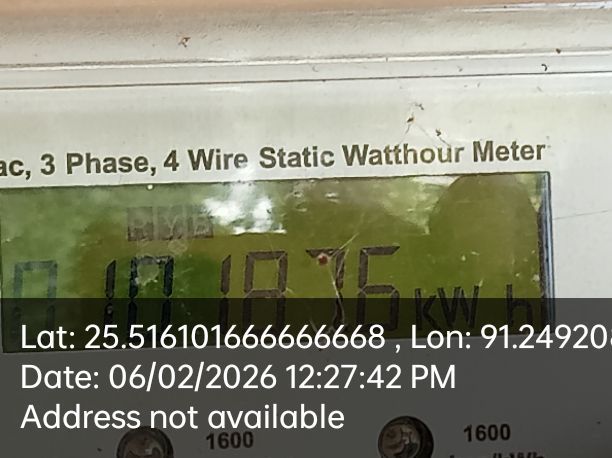 ac, 3 Phase, 4 Wire Static Watthour Meter
R Y B
kW h
Lat: 25.516101666666668 , Lon: 91.24920
Date: 06/02/2026 12:27:42 PM
Address not available
1600
1600